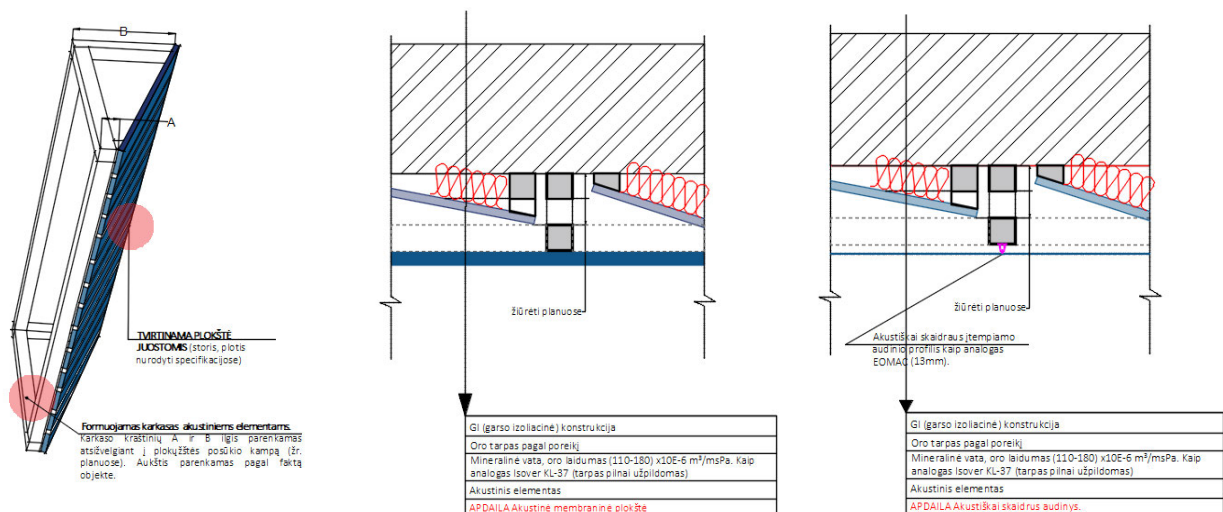 B
A
TVIRTINAMA PLOKŠTĖ
JUOSTOMIS (storis, plotis
nurodyti specifikacijose)
Formuojamas karkasas akustiniems elementams.
Karkaso kraštinių A ir B ilgis parenkamas
atsižvelgiant į plokųžštės posūkio kampą (žr.
planuose). Aukštis parenkamas pagal faktą
objekte.
žiūrėti planuose
GI (garso izoliacinė) konstrukcija
Oro tarpas pagal poreikį
Mineralinė vata, oro laidumas (110-180) x10E-6 m³/msPa. Kaip
analogas Isover KL-37 (tarpas pilnai užpildomas)
Akustinis elementas
APDAILA Akustinė membraninė plokštė
žiūrėti planuose
Akustiškai skaidraus įtempiamo
audinio profilis kaip analogas
EOMAC (13mm).
GI (garso izoliacinė) konstrukcija
Oro tarpas pagal poreikį
Mineralinė vata, oro laidumas (110-180) x10E-6 m³/msPa. Kaip
analogas Isover KL-37 (tarpas pilnai užpildomas)
Akustinis elementas
APDAILA Akustiškai skaidrus audinys.